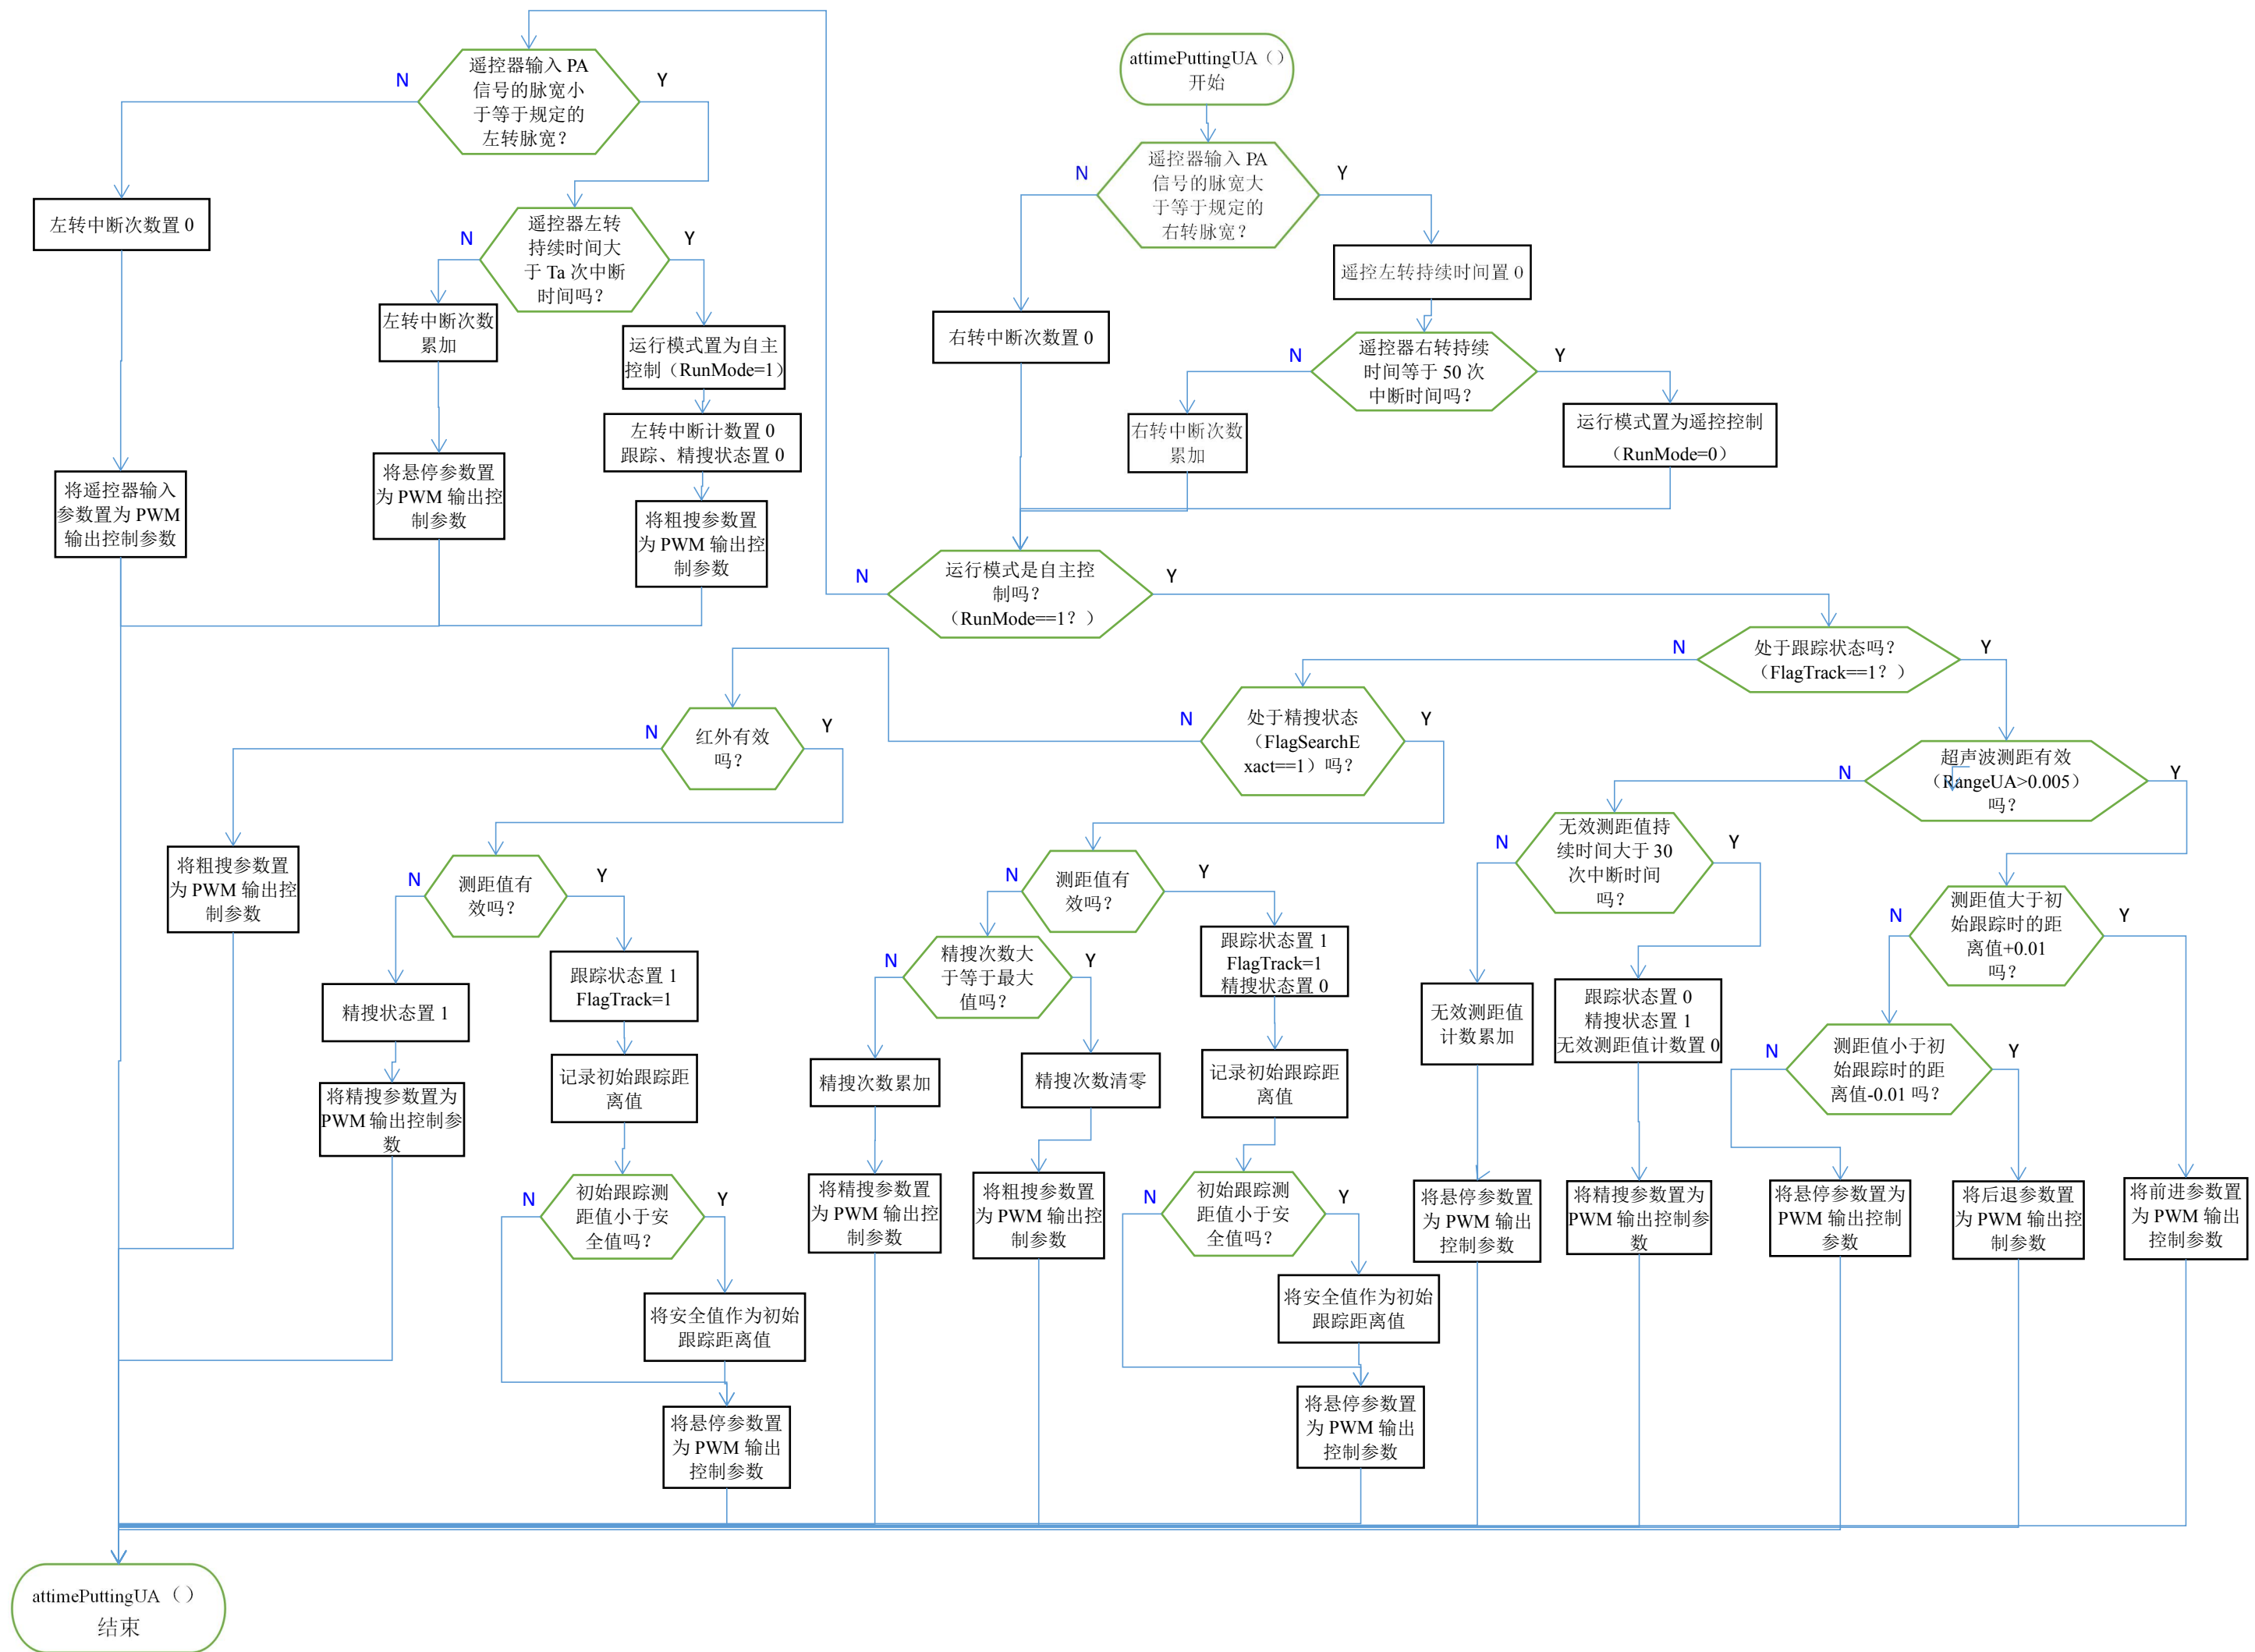 attimePuttingUA（）
开始
遥控器输入 PA
信号的脉宽大
于等于规定的
右转脉宽？
N
Y
右转中断次数置 0
遥控左转持续时间置 0
遥控器右转持续
时间等于 50 次
中断时间吗？
N
Y
右转中断次数
累加
运行模式置为遥控控制
（RunMode=0）
运行模式是自主控
制吗？
（RunMode==1？）
N
Y
遥控器输入 PA
信号的脉宽小
于等于规定的
左转脉宽？
N
Y
左转中断次数置 0
将遥控器输入
参数置为 PWM
输出控制参数
遥控器左转
持续时间大
于 Ta 次中断
时间吗？
N
Y
左转中断次数
累加
将悬停参数置
为 PWM 输出控
制参数
运行模式置为自主
控制（RunMode=1）
左转中断计数置 0
跟踪、精搜状态置 0
将粗搜参数置
为 PWM 输出控
制参数
处于跟踪状态吗？
（FlagTrack==1？）
N
Y
处于精搜状态
（FlagSearchE
xact==1）吗？
N
Y
红外有效
吗？
N
Y
将粗搜参数置
为 PWM 输出控
制参数
测距值有
效吗？
N
Y
精搜状态置 1
将精搜参数置为
PWM 输出控制参
数
跟踪状态置 1
FlagTrack=1
记录初始跟踪距
离值
初始跟踪测
距值小于安
全值吗？
N
Y
将安全值作为初始
跟踪距离值
将悬停参数置
为 PWM 输出
控制参数
测距值有
效吗？
N
Y
精搜次数大
于等于最大
值吗？
N
Y
精搜次数累加
将精搜参数置
为 PWM 输出控
制参数
精搜次数清零
将粗搜参数置
为 PWM 输出控
制参数
跟踪状态置 1
FlagTrack=1
精搜状态置 0
记录初始跟踪距
离值
初始跟踪测
距值小于安
全值吗？
N
Y
将安全值作为初始
跟踪距离值
将悬停参数置
为 PWM 输出
控制参数
超声波测距有效
（RangeUA>0.005）
吗？
N
Y
无效测距值持
续时间大于 30
次中断时间
吗？
N
Y
无效测距值
计数累加
将悬停参数置
为 PWM 输出
控制参数
跟踪状态置 0
精搜状态置 1
无效测距值计数置 0
将精搜参数置为
PWM 输出控制参
数
测距值大于初
始跟踪时的距
离值+0.01
吗？
N
Y
测距值小于初
始跟踪时的距
离值-0.01 吗？
N
Y
将悬停参数置为
PWM 输出控制
参数
将后退参数置
为 PWM 输出控
制参数
将前进参数置
为 PWM 输出
控制参数
attimePuttingUA （）
结束